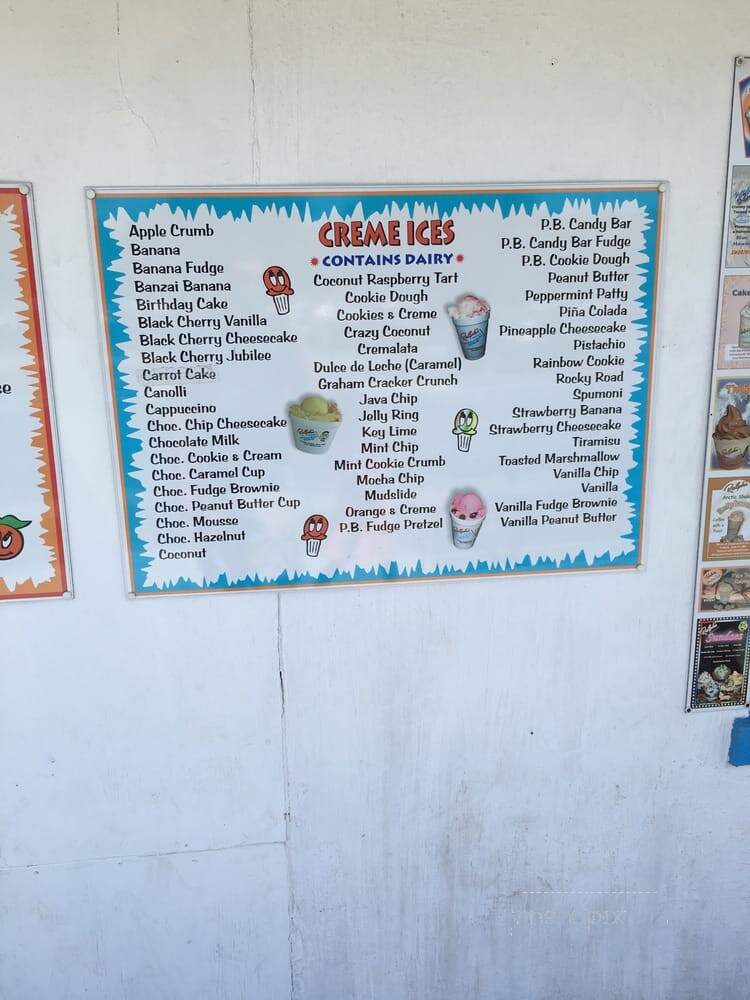 CREME ICES
CONTAINS DAIRY
Apple Crumb
Banana
Banana Fudge
Banzai Banana
Birthday Cake
Black Cherry Vanilla
Black Cherry Cheesecake
Black Cherry Jubilee
Carrot Cake
Canolli
Cappuccino
Choc. Chip Cheesecake
Chocolate Milk
Choc. Cookie & Cream
Choc. Caramel Cup
Choc. Fudge Brownie
Choc. Peanut Butter Cup
Choc. Mousse
Choc. Hazelnut
Coconut
Coconut Raspberry Tart
Cookie Dough
Cookies & Creme
Crazy Coconut
Cremalata
Dulce de Leche (Caramel)
Graham Cracker Crunch
Java Chip
Jelly Ring
Key Lime
Mint Chip
Mint Cookie Crumb
Mocha Chip
Mudslide
Orange & Creme
P.B. Fudge Pretzel
P.B. Candy Bar
P.B. Candy Bar Fudge
P.B. Cookie Dough
Peanut Butter
Peppermint Patty
Piña Colada
Pineapple Cheesecake
Pistachio
Rainbow Cookie
Rocky Road
Spumoni
Strawberry Banana
Strawberry Cheesecake
Tiramisu
Toasted Marshmallow
Vanilla Chip
Vanilla
Vanilla Fudge Brownie
Vanilla Peanut Butter
Ralph's
Sundaes